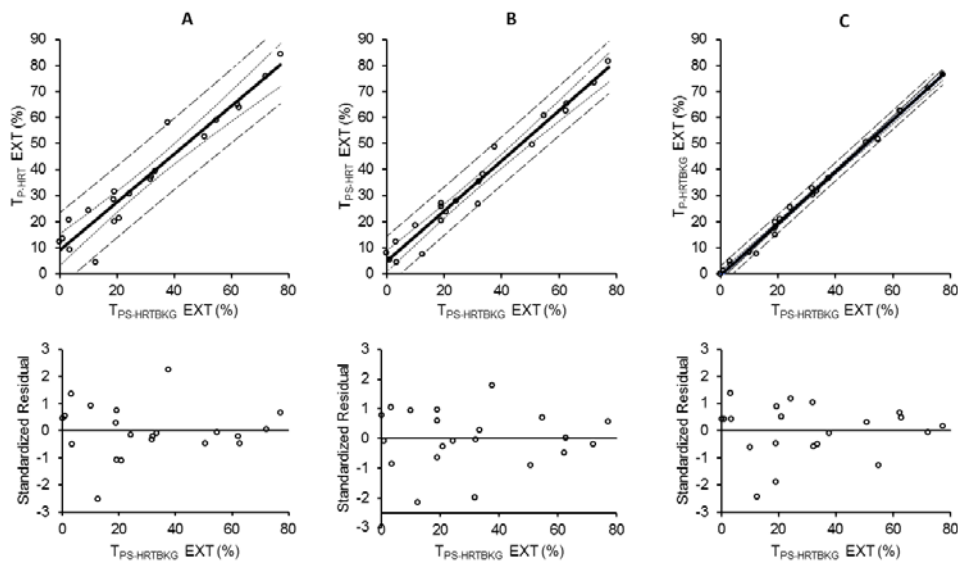 A
B
C
T_P-HRT EXT (%)
90
80
70
60
50
40
30
20
10
0
0 20 40 60 80
T_PS-HRTBKG EXT (%)
T_PS-HRT EXT (%)
90
80
70
60
50
40
30
20
10
0
0 20 40 60 80
T_PS-HRTBKG EXT (%)
T_P-HRTBKG EXT (%)
90
80
70
60
50
40
30
20
10
0
0 20 40 60 80
T_PS-HRTBKG EXT (%)
Standardized Residual
3
2
1
0
-1
-2
-3
0 20 40 60 80
T_PS-HRTBKG EXT (%)
Standardized Residual
3
2
1
0
-1
-2
-3
0 20 40 60 80
T_PS-HRTBKG EXT (%)
Standardized Residual
3
2
1
0
-1
-2
-3
0 20 40 60 80
T_PS-HRTBKG EXT (%)